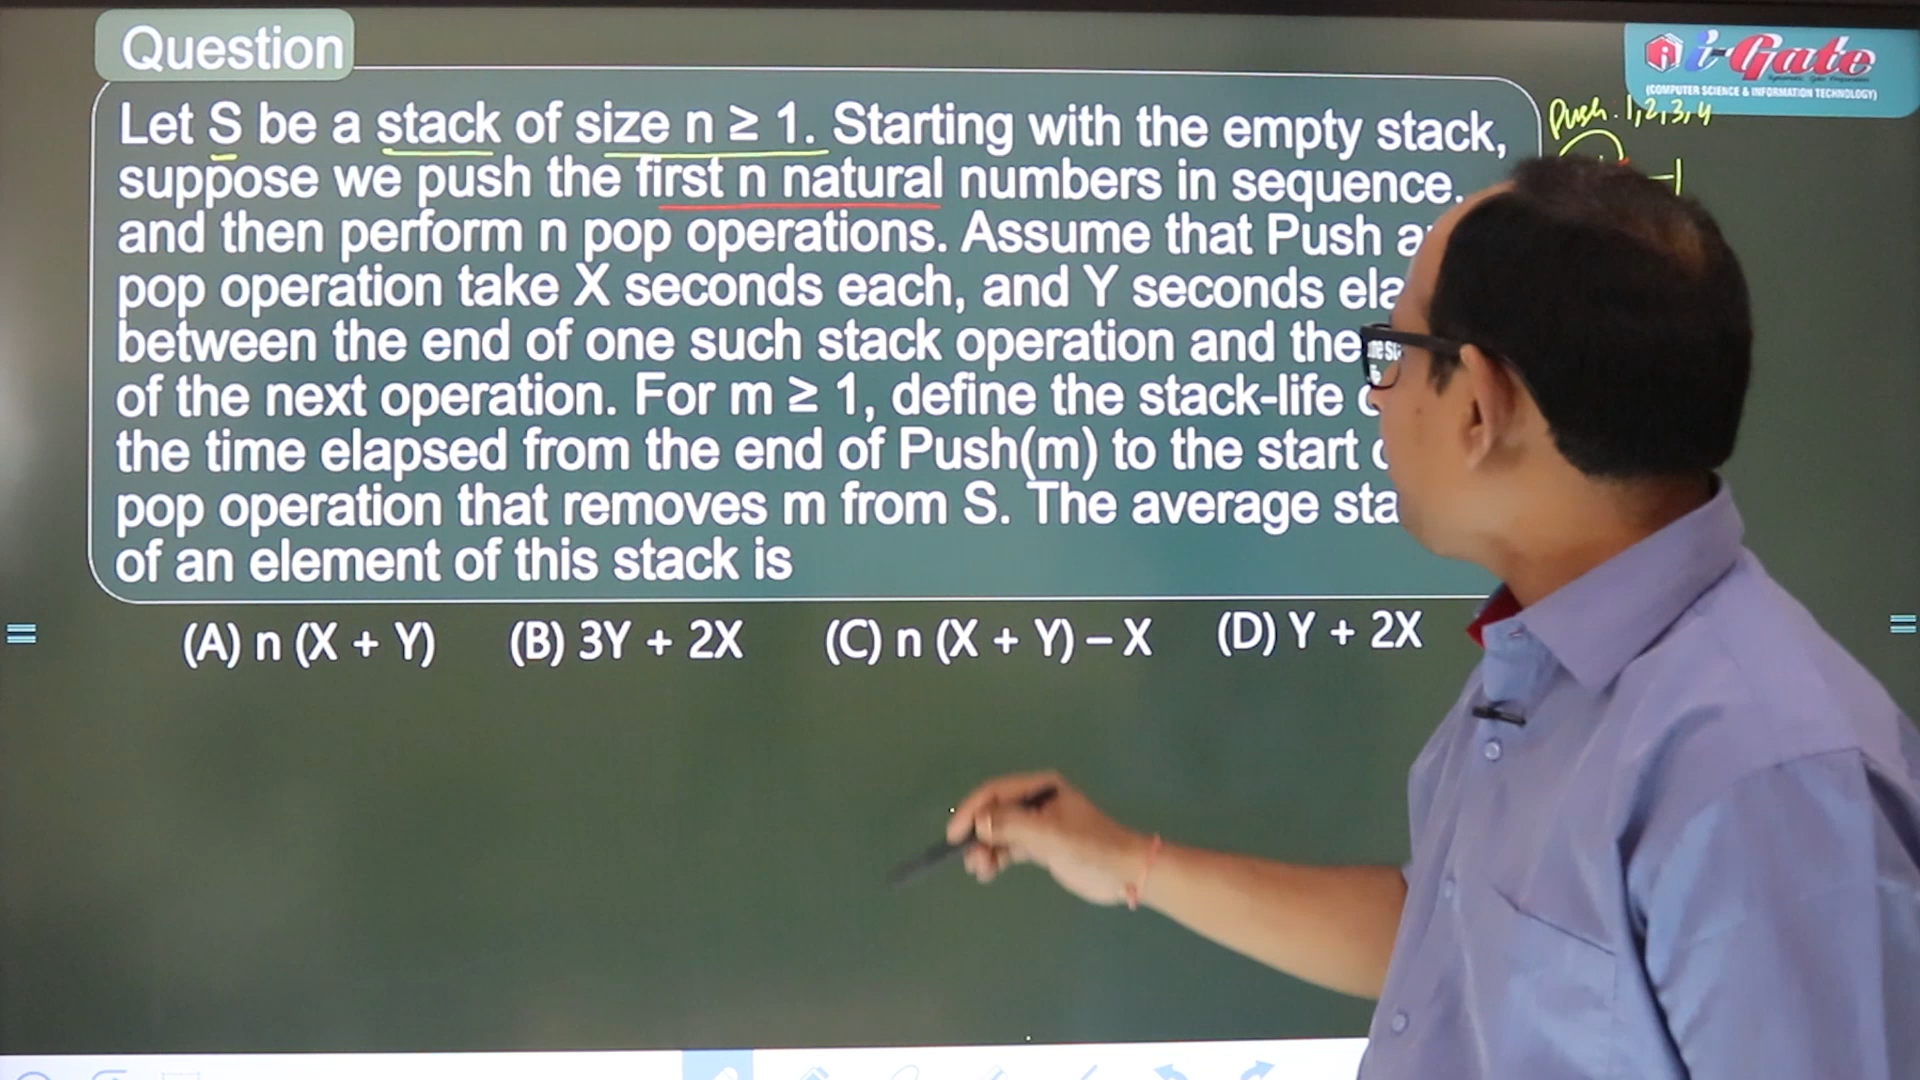 Question
i-Gate
Systematic Gate Preparation
(COMPUTER SCIENCE & INFORMATION TECHNOLOGY)
Push : 1, 2, 3, 4
Let S be a stack of size n ≥ 1. Starting with the empty stack,
suppose we push the first n natural numbers in sequence.
and then perform n pop operations. Assume that Push a
pop operation take X seconds each, and Y seconds ela
between the end of one such stack operation and the
of the next operation. For m ≥ 1, define the stack-life
the time elapsed from the end of Push(m) to the start
pop operation that removes m from S. The average sta
of an element of this stack is
(A) n (X + Y) (B) 3Y + 2X (C) n (X + Y) – X (D) Y + 2X